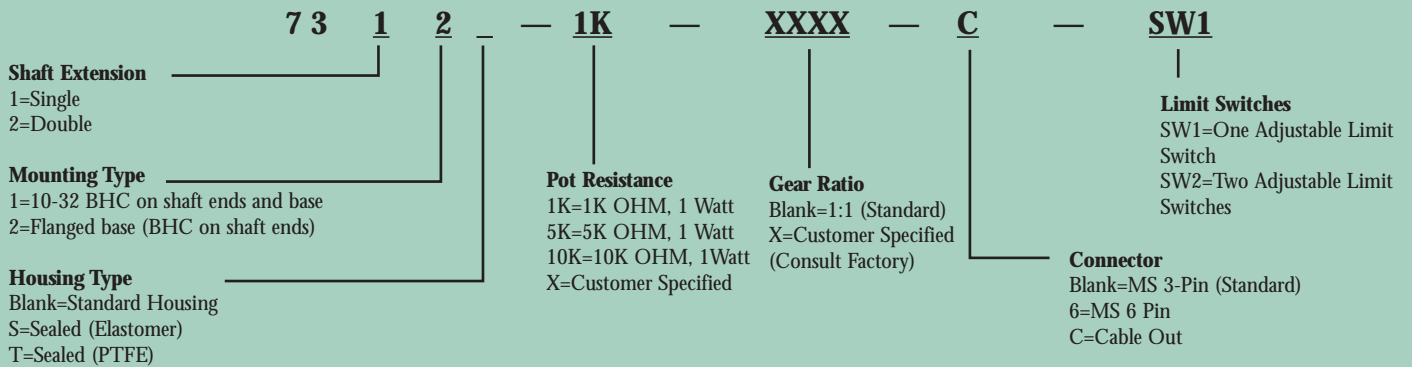 7 3 1 2 _ — 1K — XXXX — C — SW1
Shaft Extension
1=Single
2=Double
Mounting Type
1=10-32 BHC on shaft ends and base
2=Flanged base (BHC on shaft ends)
Housing Type
Blank=Standard Housing
S=Sealed (Elastomer)
T=Sealed (PTFE)
Pot Resistance
1K=1K OHM, 1 Watt
5K=5K OHM, 1 Watt
10K=10K OHM, 1Watt
X=Customer Specified
Gear Ratio
Blank=1:1 (Standard)
X=Customer Specified
(Consult Factory)
Connector
Blank=MS 3-Pin (Standard)
6=MS 6 Pin
C=Cable Out
Limit Switches
SW1=One Adjustable Limit
Switch
SW2=Two Adjustable Limit
Switches